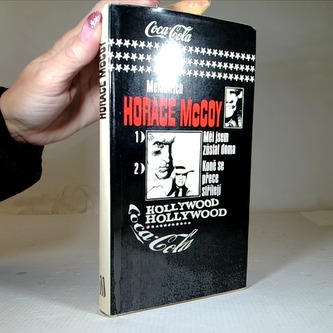 HORACE McCOY
Coca-Cola
HORACE McCOY
1) Měl jsem
zůstat doma
2) Koně se
přece
střílejí
HOLLYWOOD
HOLLYWOOD
Coca-Cola